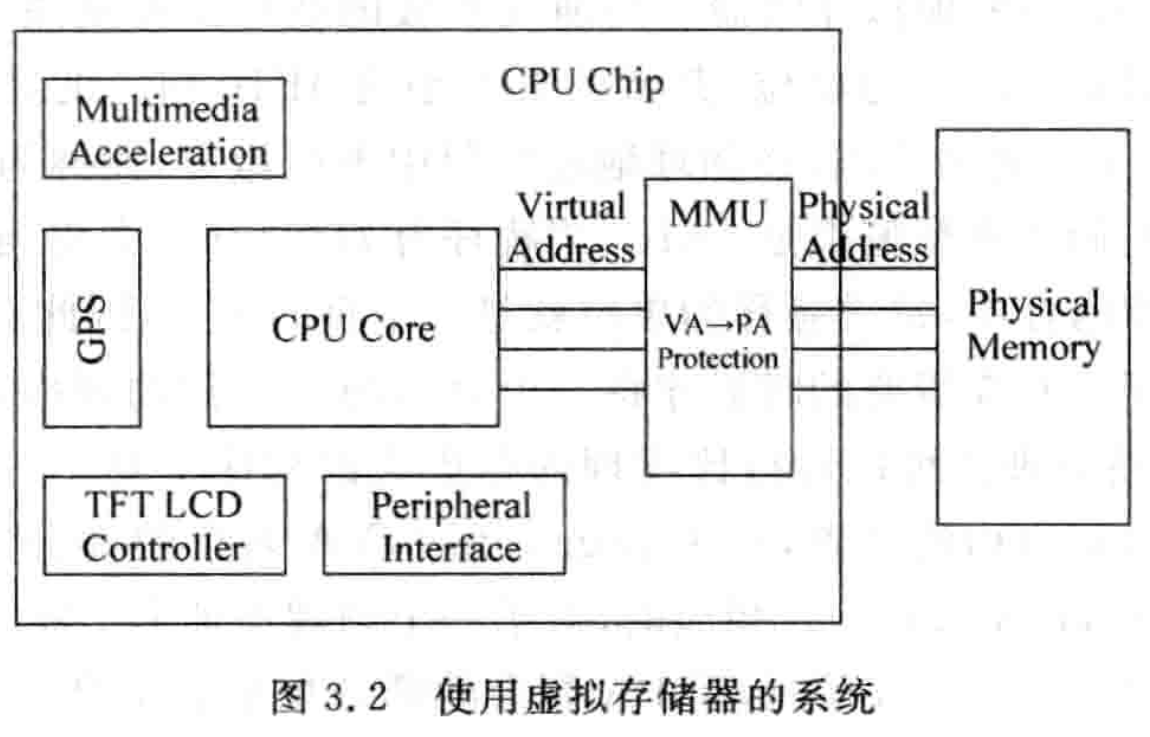 CPU Chip
Multimedia
Acceleration
GPS
CPU Core
Virtual
Address
MMU
VA→PA
Protection
Physical
Address
Physical
Memory
TFT LCD
Controller
Peripheral
Interface
图 3.2 使用虚拟存储器的系统